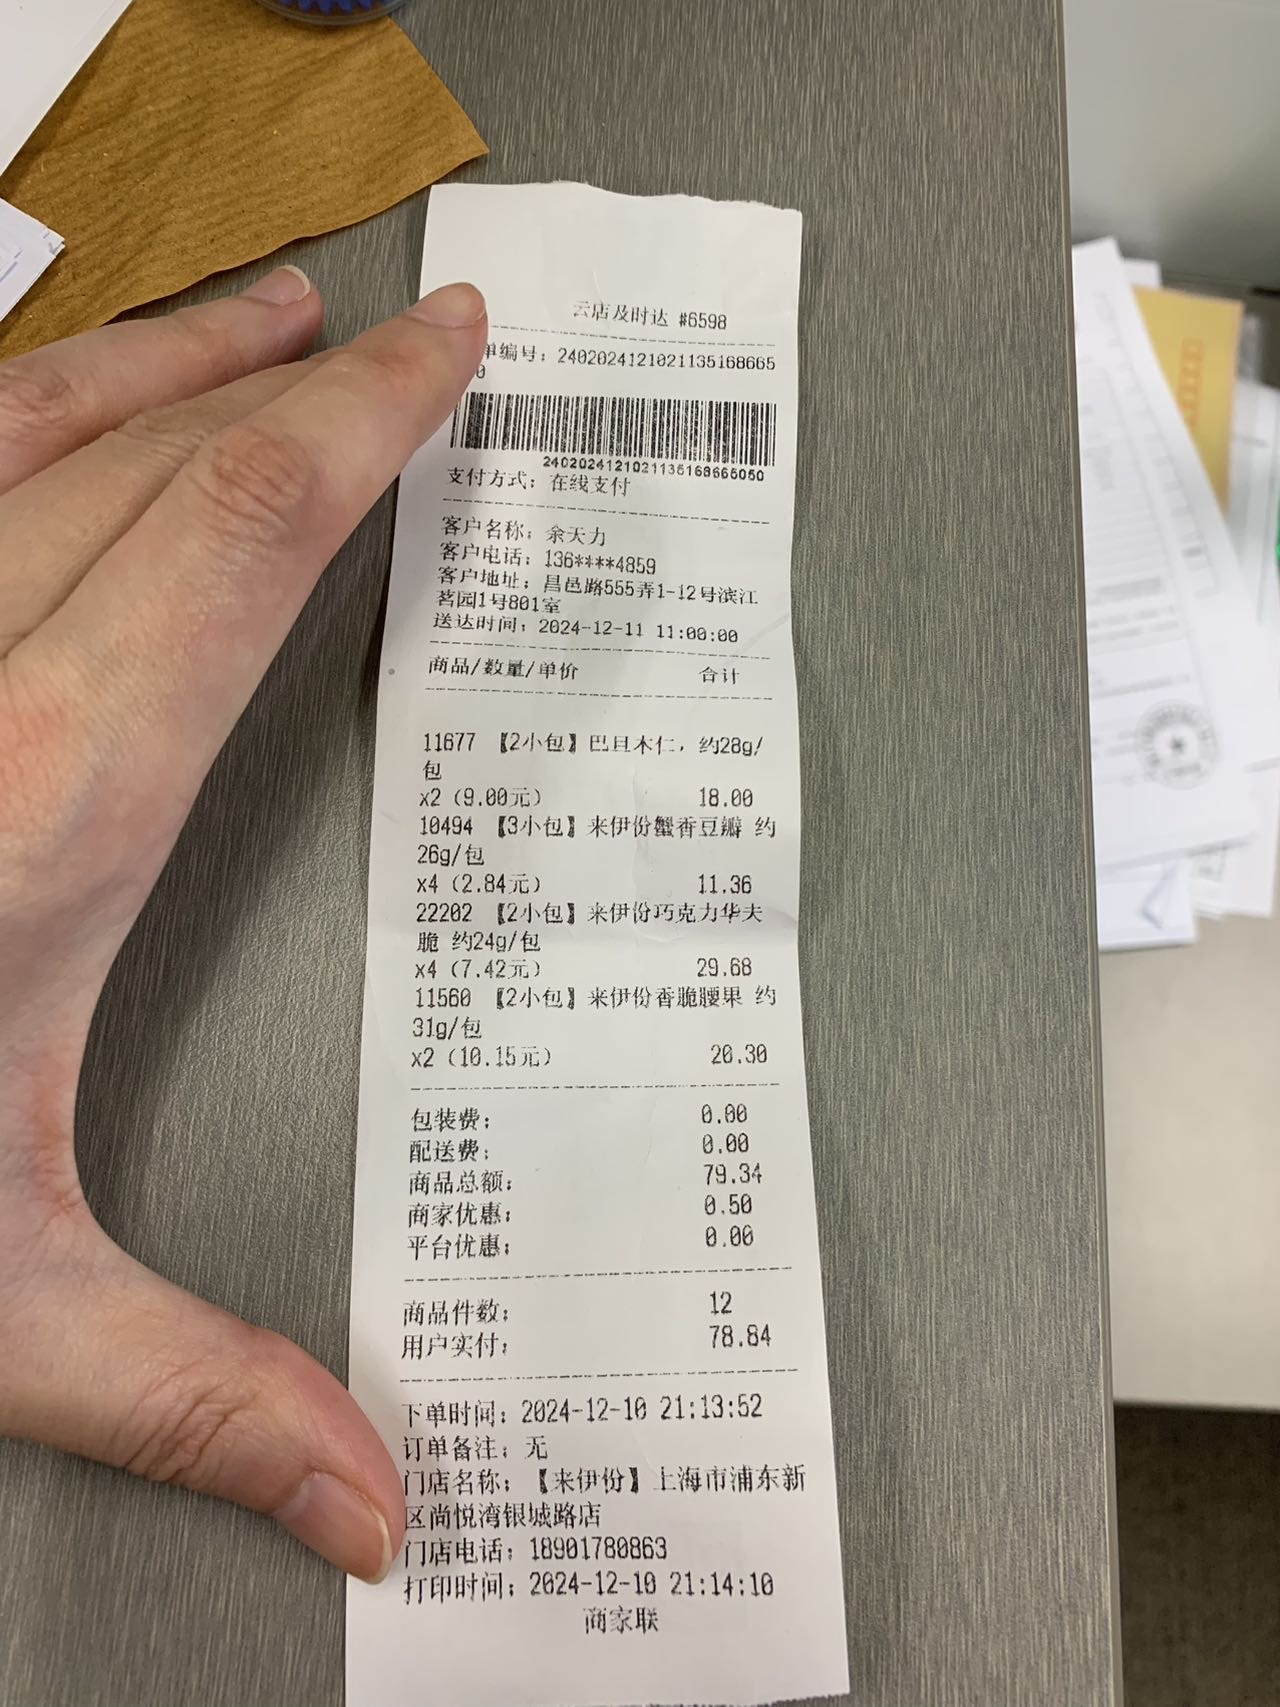 云店及时达 #6598
单编号：24020241210211351686665
0
24020241210211351686665050
支付方式：在线支付
客户名称：余天力
客户电话：136****4859
客户地址：昌邑路555弄1-12号滨江
茗园1号801室
送达时间：2024-12-11 11:00:00
商品/数量/单价 合计
11677 【2小包】巴旦木仁，约28g/
包
x2（9.00元） 18.00
10494 【3小包】来伊份蟹香豆瓣 约
26g/包
x4（2.84元） 11.36
22202 【2小包】来伊份巧克力华夫
脆 约24g/包
x4（7.42元） 29.68
11560 【2小包】来伊份香脆腰果 约
31g/包
x2（10.15元） 20.30
包装费： 0.00
配送费： 0.00
商品总额： 79.34
商家优惠： 0.50
平台优惠： 0.00
商品件数： 12
用户实付： 78.84
下单时间：2024-12-10 21:13:52
订单备注：无
门店名称：【来伊份】上海市浦东新
区尚悦湾银城路店
门店电话：18901780863
打印时间：2024-12-10 21:14:10
商家联